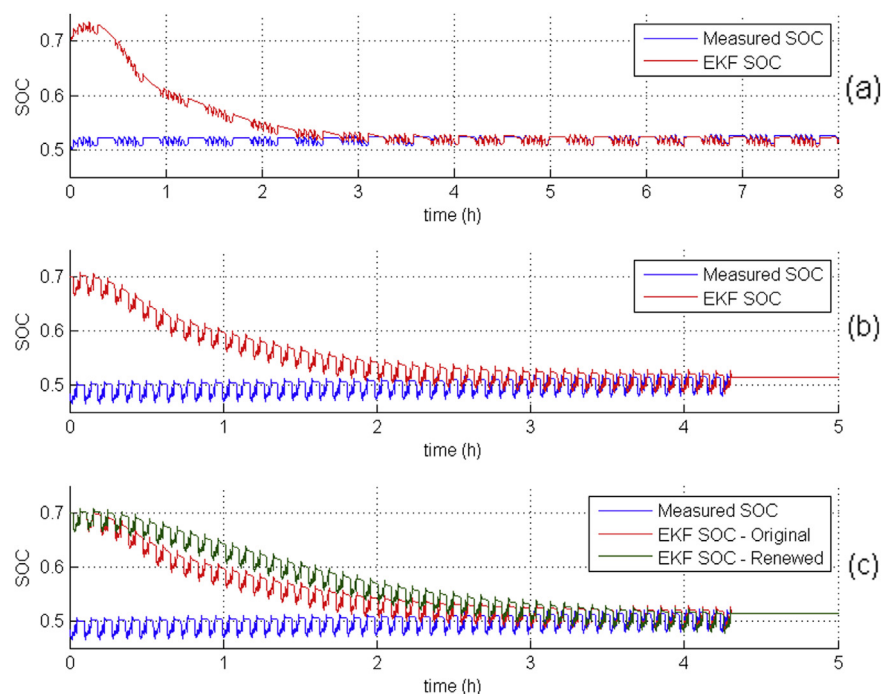 0.7
0.6
0.5
SOC
Measured SOC
EKF SOC
(a)
0 1 2 3 4 5 6 7 8
time (h)
0.7
0.6
0.5
SOC
Measured SOC
EKF SOC
(b)
0 1 2 3 4 5
time (h)
0.7
0.6
0.5
SOC
Measured SOC
EKF SOC - Original
EKF SOC - Renewed
(c)
0 1 2 3 4 5
time (h)